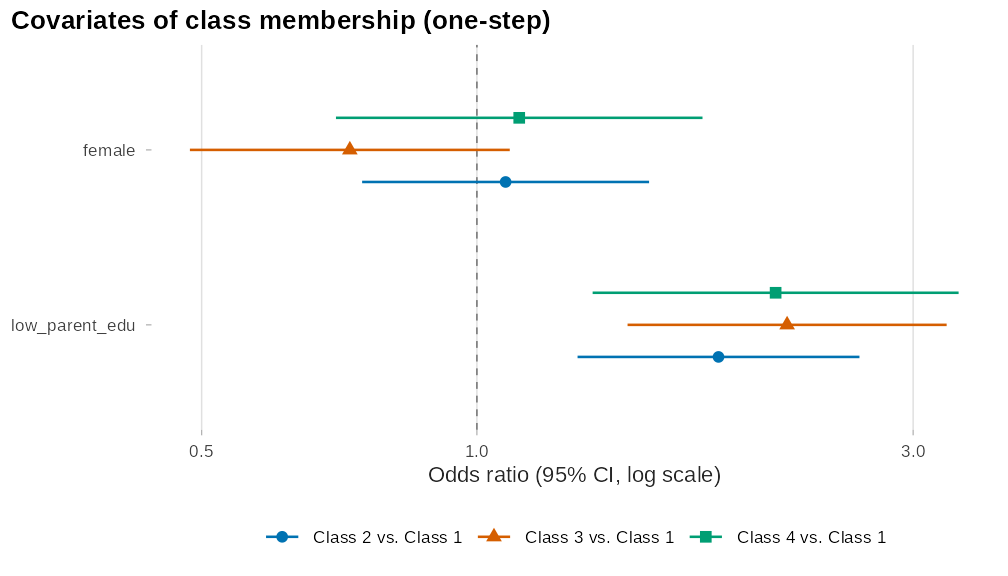 Covariates of class membership (one-step)
female
low_parent_edu
0.5 1.0 3.0
Odds ratio (95% CI, log scale)
Class 2 vs. Class 1 Class 3 vs. Class 1 Class 4 vs. Class 1